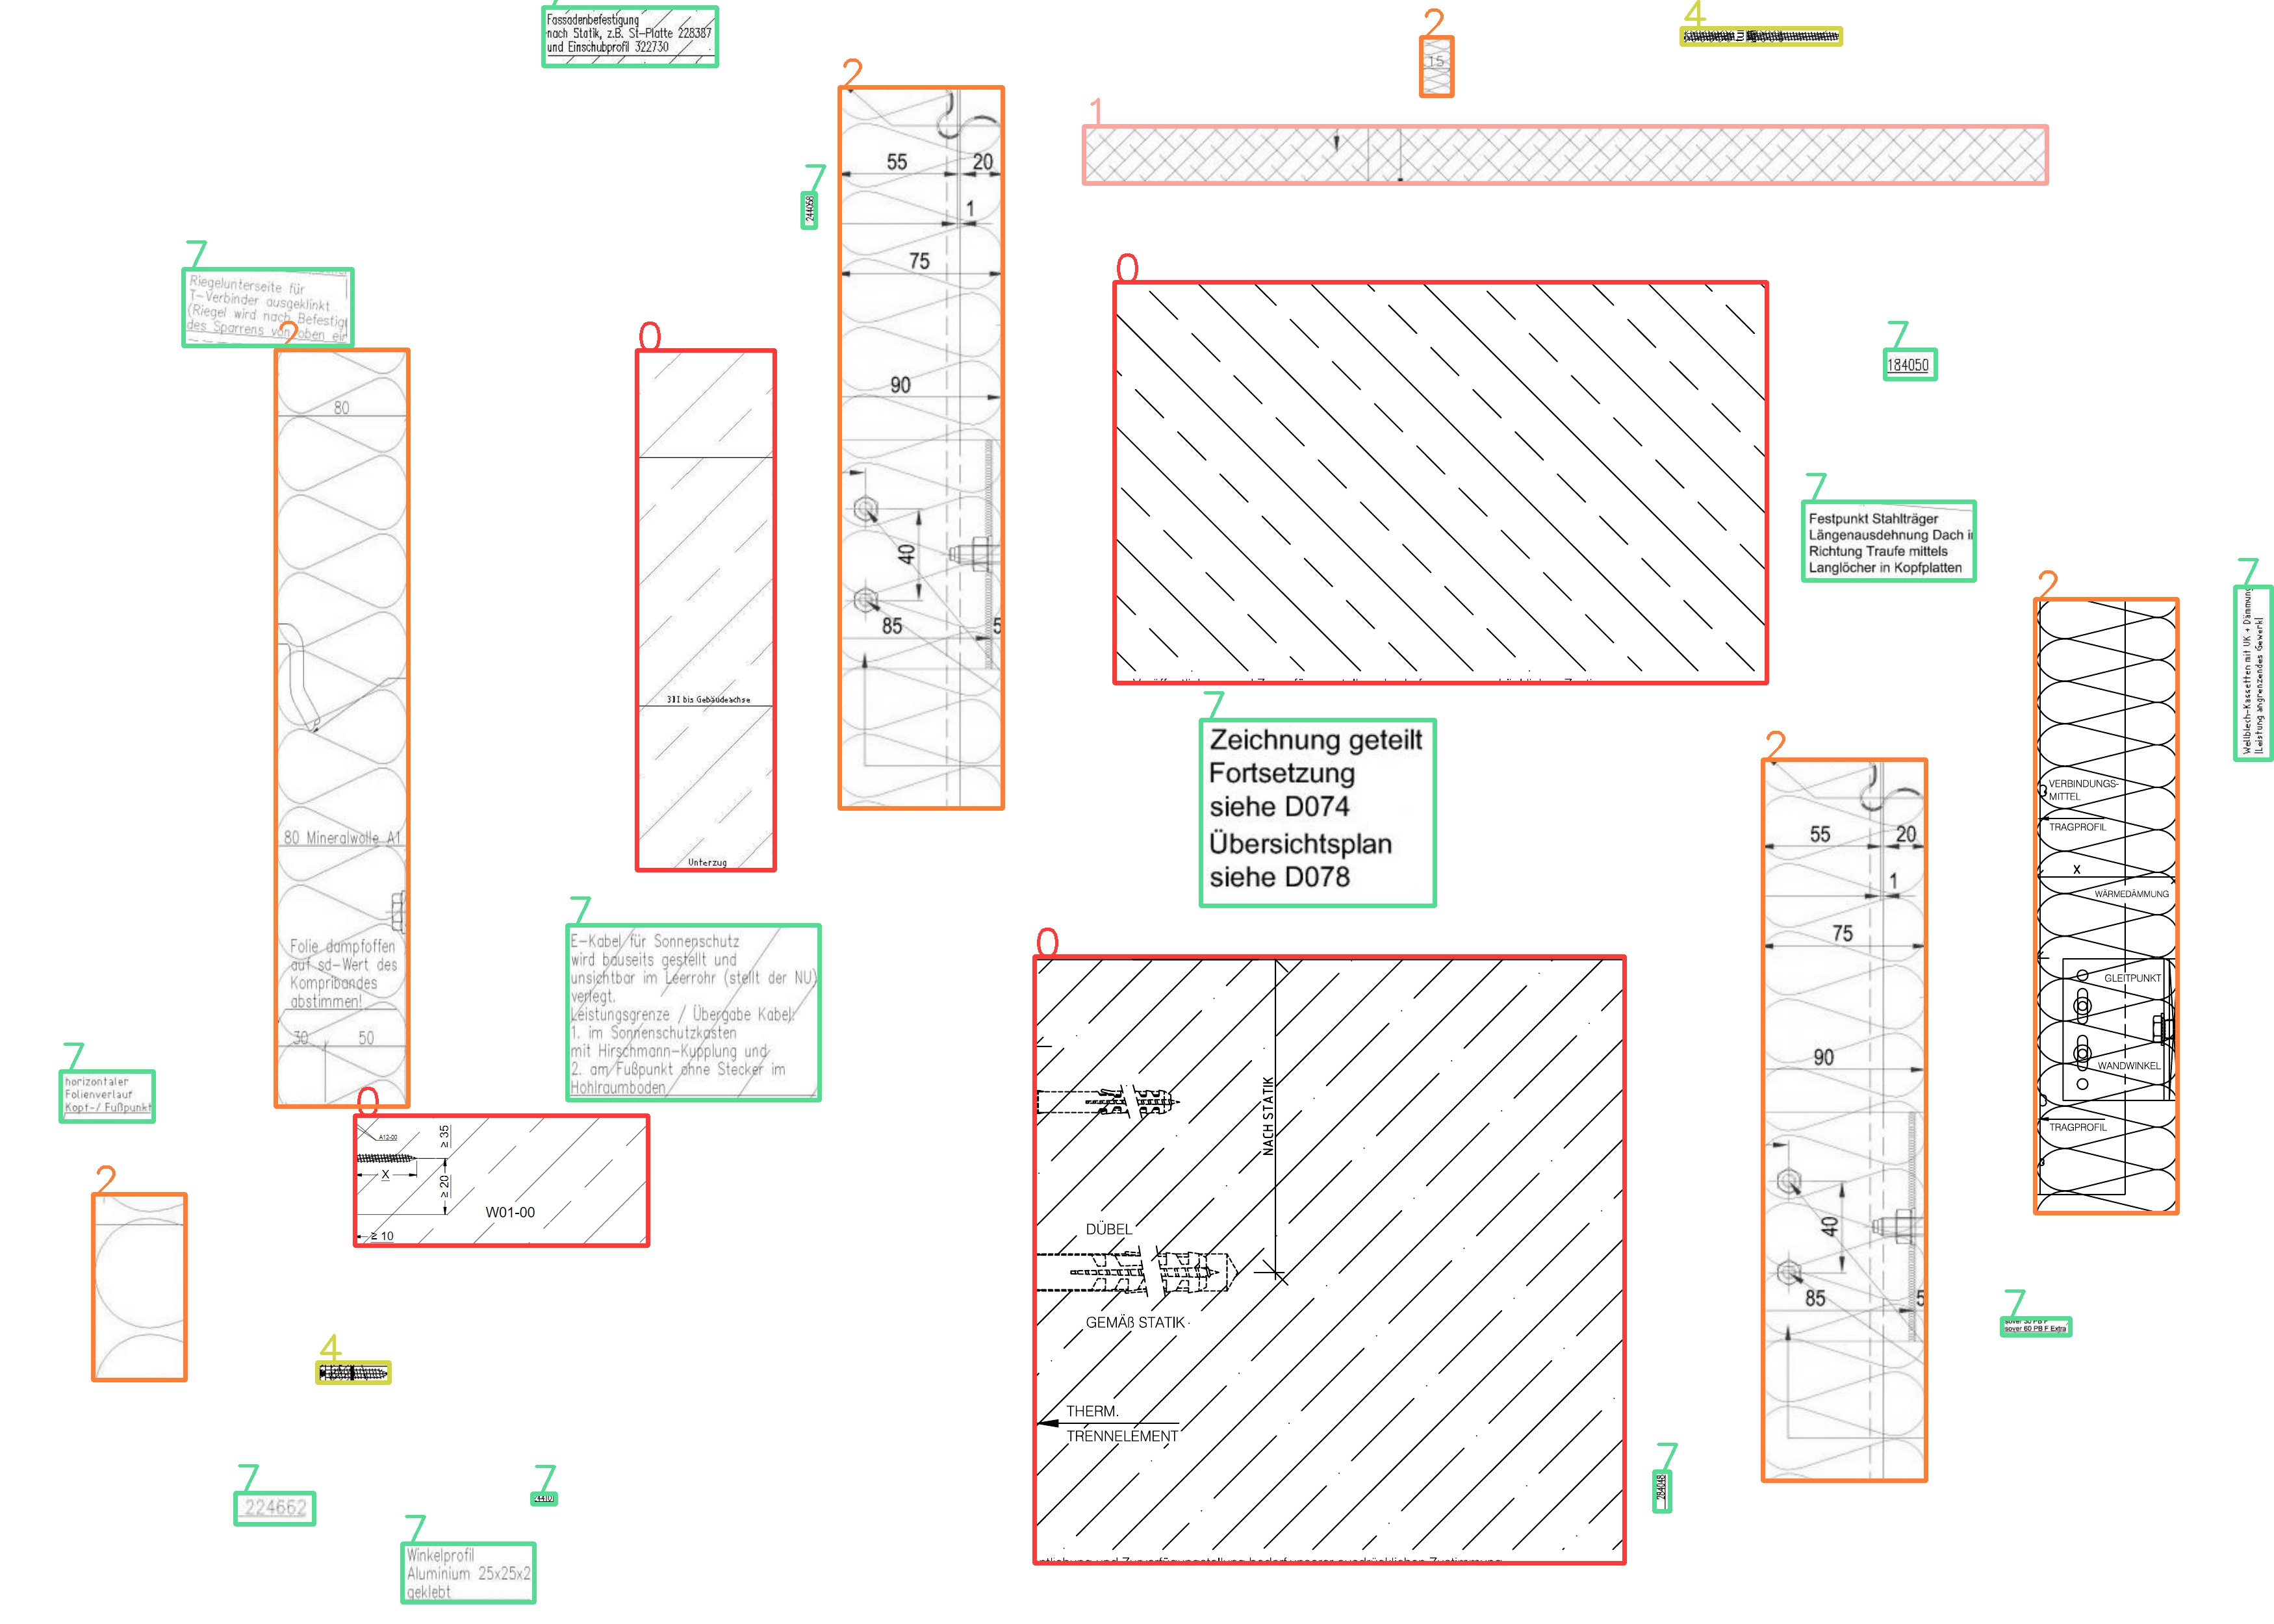 Fassadenbefestigung
nach Statik, z.B. St-Platte 228387
und Einschubprofil 322730
2
4
15
2
1
55
20
1
75
90
40
85
5
7
244058
7
Riegelunterseite für
T-Verbinder ausgeklinkt
(Riegel wird nach Befestig
des Sparrens von oben ei
2
80
80 Mineralwolle A1
Folie dampfoffen
auf sd-Wert des
Kompribandes
abstimmen!
30
50
0
311 bis Gebäudeachse
Unterzug
0
7
184050
7
Festpunkt Stahlträger
Längenausdehnung Dach i
Richtung Traufe mittels
Langlöcher in Kopfplatten
7
Wellblech-Kassetten mit UK + Dämmung
(Leistung angrenzendes Gewerk)
2
VERBINDUNGS-
MITTEL
TRAGPROFIL
X
WÄRMEDÄMMUNG
GLEITPUNKT
WANDWINKEL
TRAGPROFIL
7
Zeichnung geteilt
Fortsetzung
siehe D074
Übersichtsplan
siehe D078
2
55
20
1
75
90
40
85
5
7
E-Kabel für Sonnenschutz
wird bauseits gestellt und
unsichtbar im Leerrohr (stellt der NU)
verlegt.
Leistungsgrenze / Übergabe Kabel:
1. im Sonnenschutzkasten
mit Hirschmann-Kupplung und
2. am Fußpunkt ohne Stecker im
Hohlraumboden
0
NACH STATIK
DÜBEL
GEMÄß STATIK
THERM.
TRENNELEMENT
7
horizontaler
Folienverlauf
Kopf-/ Fußpunkt
0
A12-00
≥ 35
X
≥ 20
W01-00
≥ 10
2
4
7
sover 60 PB F Extra
7
224662
7
7
284048
7
Winkelprofil
Aluminium 25x25x2
geklebt